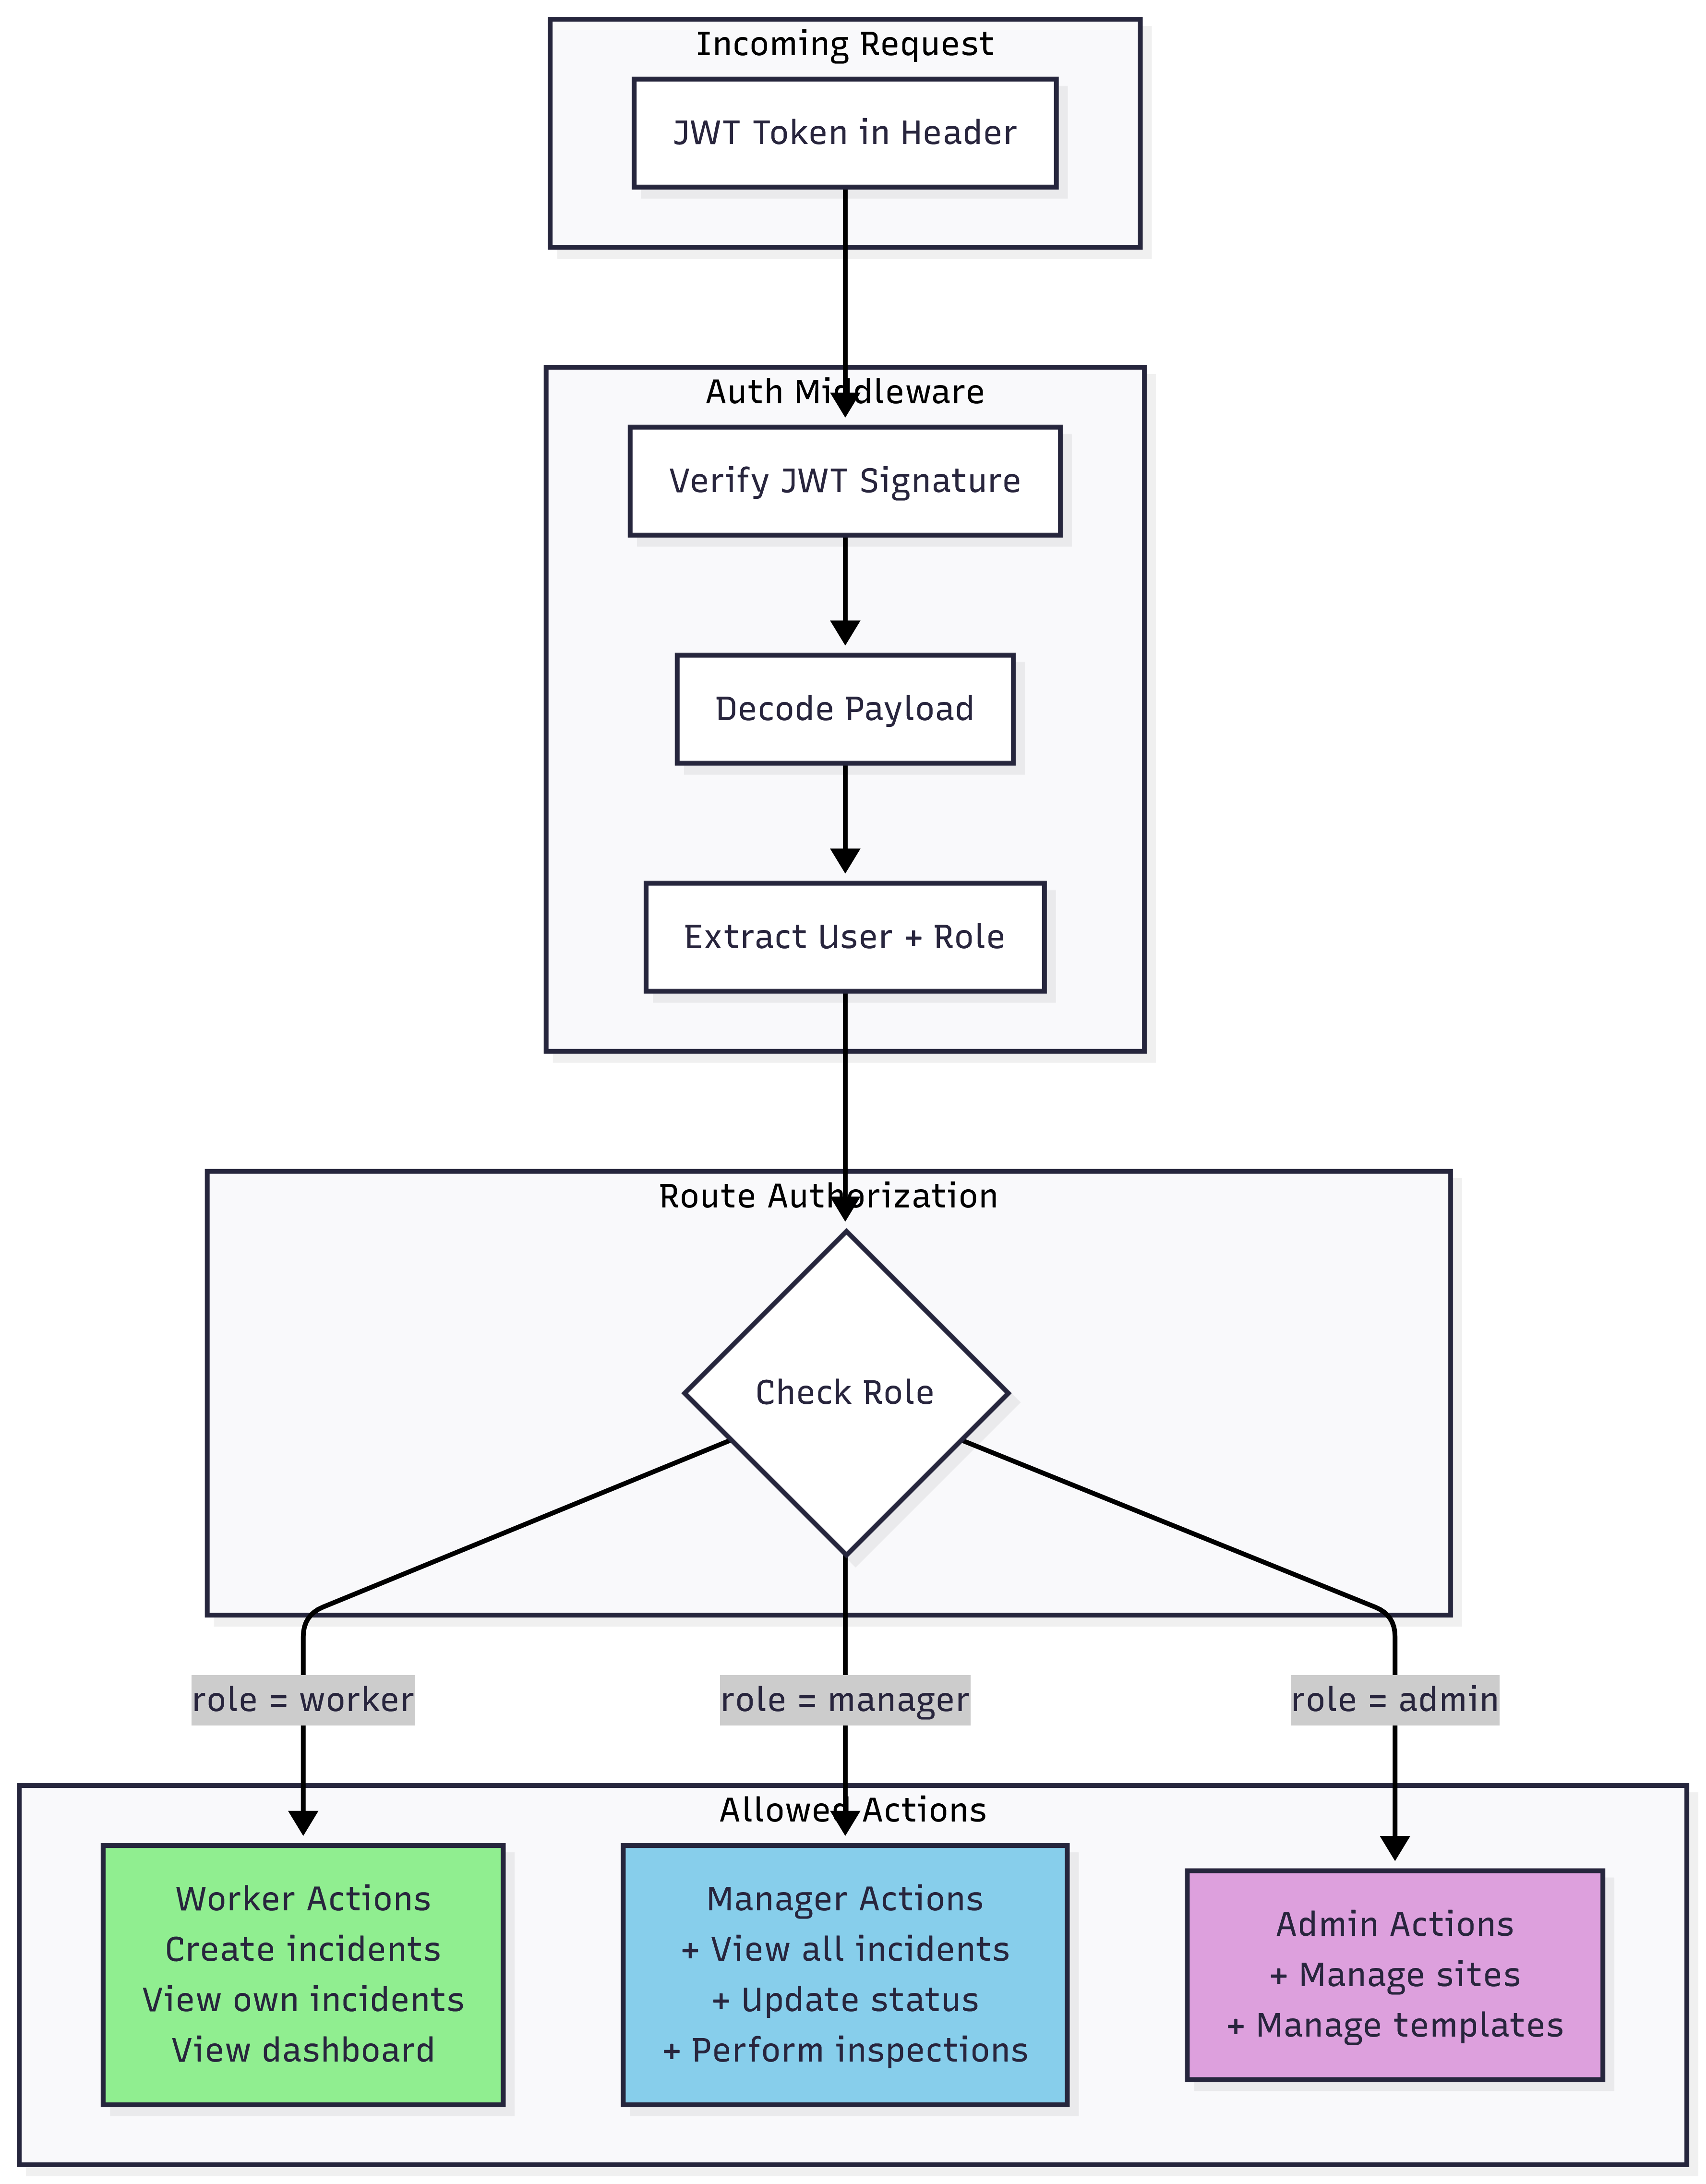 Incoming Request
JWT Token in Header
Auth Middleware
Verify JWT Signature
Decode Payload
Extract User + Role
Route Authorization
Check Role
role = worker
role = manager
role = admin
Allowed Actions
Worker Actions
Create incidents
View own incidents
View dashboard
Manager Actions
+ View all incidents
+ Update status
+ Perform inspections
Admin Actions
+ Manage sites
+ Manage templates